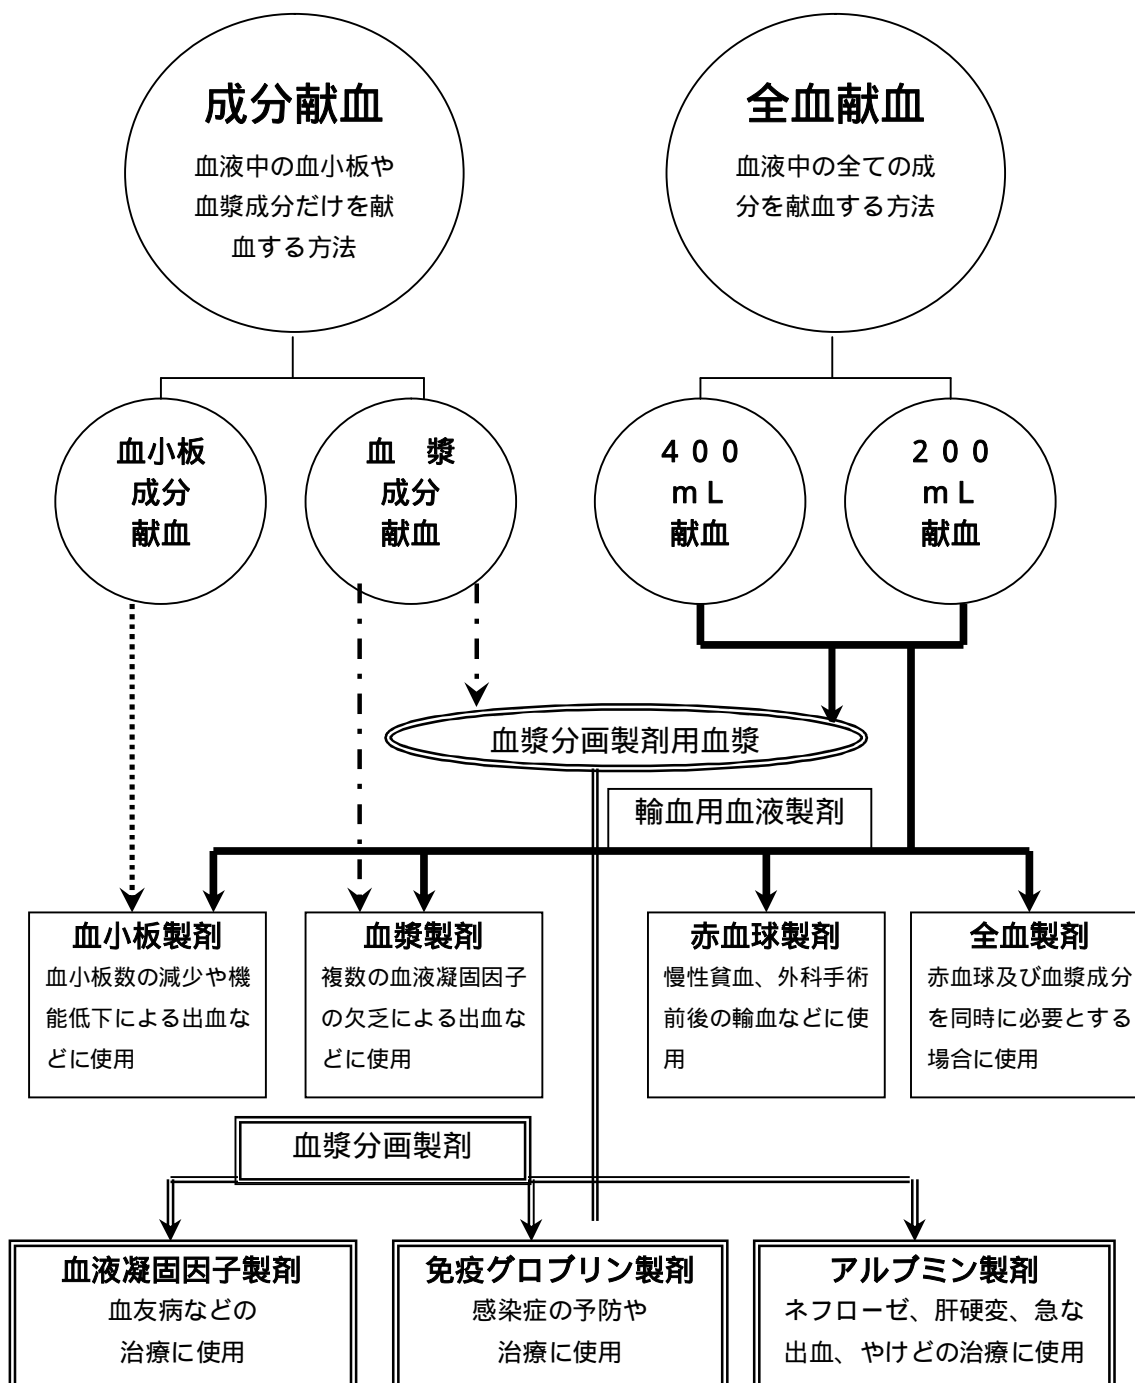 成分献血
血液中の血小板や
血漿成分だけを献
血する方法
全血献血
血液中の全ての成
分を献血する方法
血小板
成分
献血
血　漿
成分
献血
４００
ｍＬ
献血
２００
ｍＬ
献血
血漿分画製剤用血漿
輸血用血液製剤
血小板製剤
血小板数の減少や機
能低下による出血な
どに使用
血漿製剤
複数の血液凝固因子
の欠乏による出血な
どに使用
赤血球製剤
慢性貧血、外科手術
前後の輸血などに使
用
全血製剤
赤血球及び血漿成分
を同時に必要とする
場合に使用
血漿分画製剤
血液凝固因子製剤
血友病などの
治療に使用
免疫グロブリン製剤
感染症の予防や
治療に使用
アルブミン製剤
ネフローゼ、肝硬変、急な
出血、やけどの治療に使用